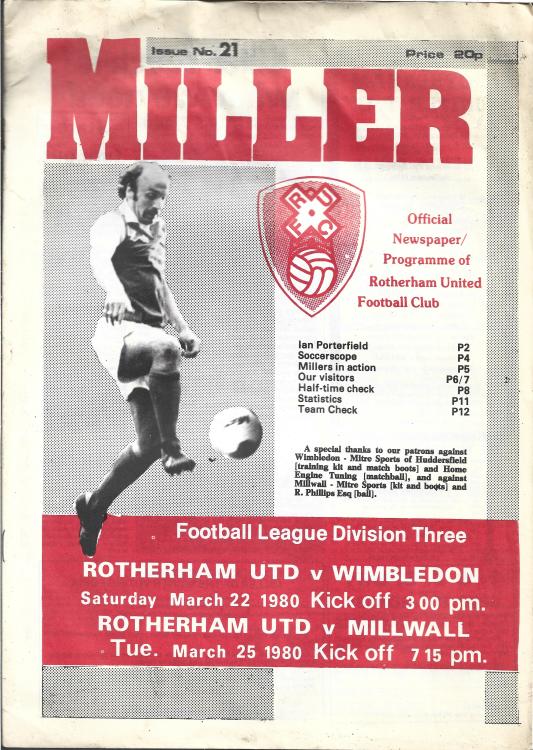 Issue No. 21
Price 20p
MILLER
RUFC
Official
Newspaper/
Programme of
Rotherham United
Football Club
Ian Porterfield P2
Soccerscope P4
Millers in action P5
Our visitors P6/7
Half-time check P8
Statistics P11
Team Check P12
A special thanks to our patrons against
Wimbledon - Mitre Sports of Huddersfield
[training kit and match boots] and Home
Engine Tuning [matchball], and against
Millwall - Mitre Sports [kit and boots] and
R. Phillips Esq [ball].
Football League Division Three
ROTHERHAM UTD v WIMBLEDON
Saturday March 22 1980 Kick off 3 00 pm.
ROTHERHAM UTD v MILLWALL
Tue. March 25 1980 Kick off 7 15 pm.